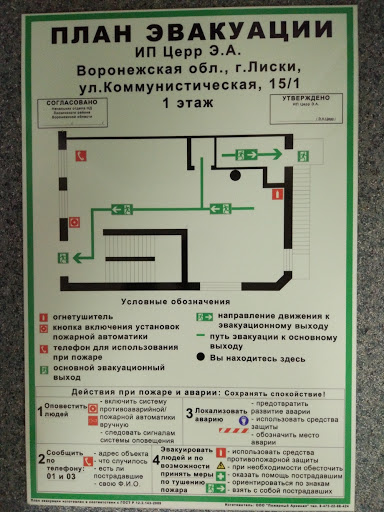 ПЛАН ЭВАКУАЦИИ
ИП Церр Э.А.
Воронежская обл., г.Лиски,
ул.Коммунистическая, 15/1
1 этаж
СОГЛАСОВАНО
УТВЕРЖДЕНО
ИП Церр Э.А.
Условные обозначения
огнетушитель
кнопка включения установок
пожарной автоматики
телефон для использования
при пожаре
основной эвакуационный
выход
направление движения к
эвакуационному выходу
путь эвакуации к основному
выходу
Вы находитесь здесь
Действия при пожаре и аварии: Сохранять спокойствие!
1 Оповестить
людей
- включить систему
противоаварийной/
пожарной автоматики
вручную
- следовать сигналам
системы оповещения
2 Сообщить
по
телефону:
01 и 03
- адрес объекта
- что случилось
- есть ли
пострадавшие
- свое Ф.И.О.
3 Локализовать
аварию
- предотвратить
развитие аварии
- использовать средства
защиты
- обозначить место
аварии
4 Эвакуировать
людей и по
возможности
принять меры
по тушению
пожара
- использовать средства
противопожарной защиты
- при необходимости обесточить
- оказать помощь пострадавшим
- ориентироваться по знакам
- взять с собой пострадавших